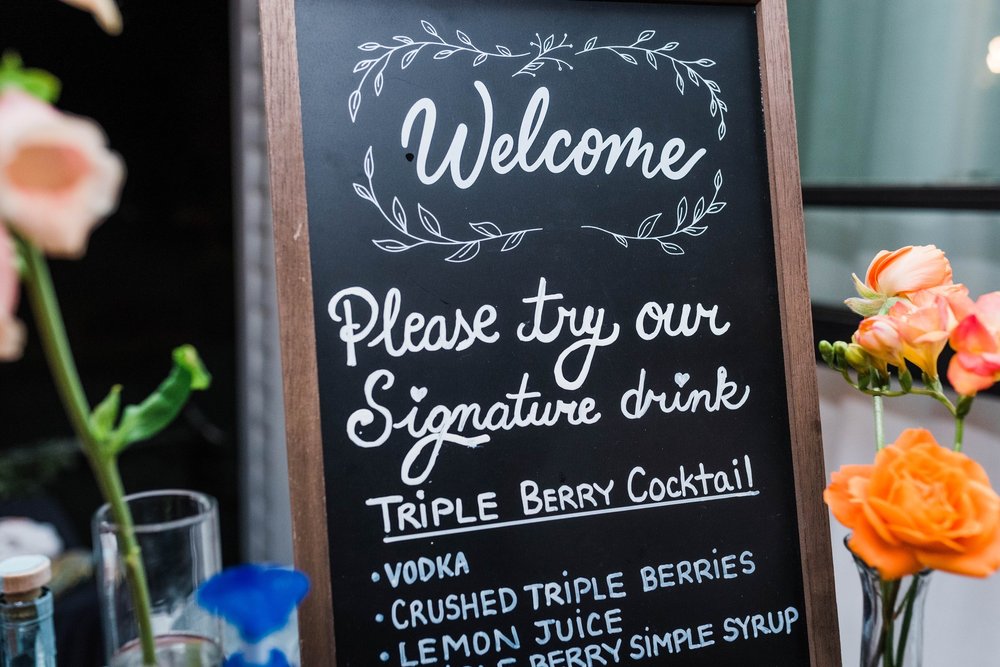 Welcome
Please try our
Signature drink
TRIPLE BERRY Cocktail
• VODKA
• CRUSHED TRIPLE BERRIES
• LEMON JUICE
• BERRY SIMPLE SYRUP